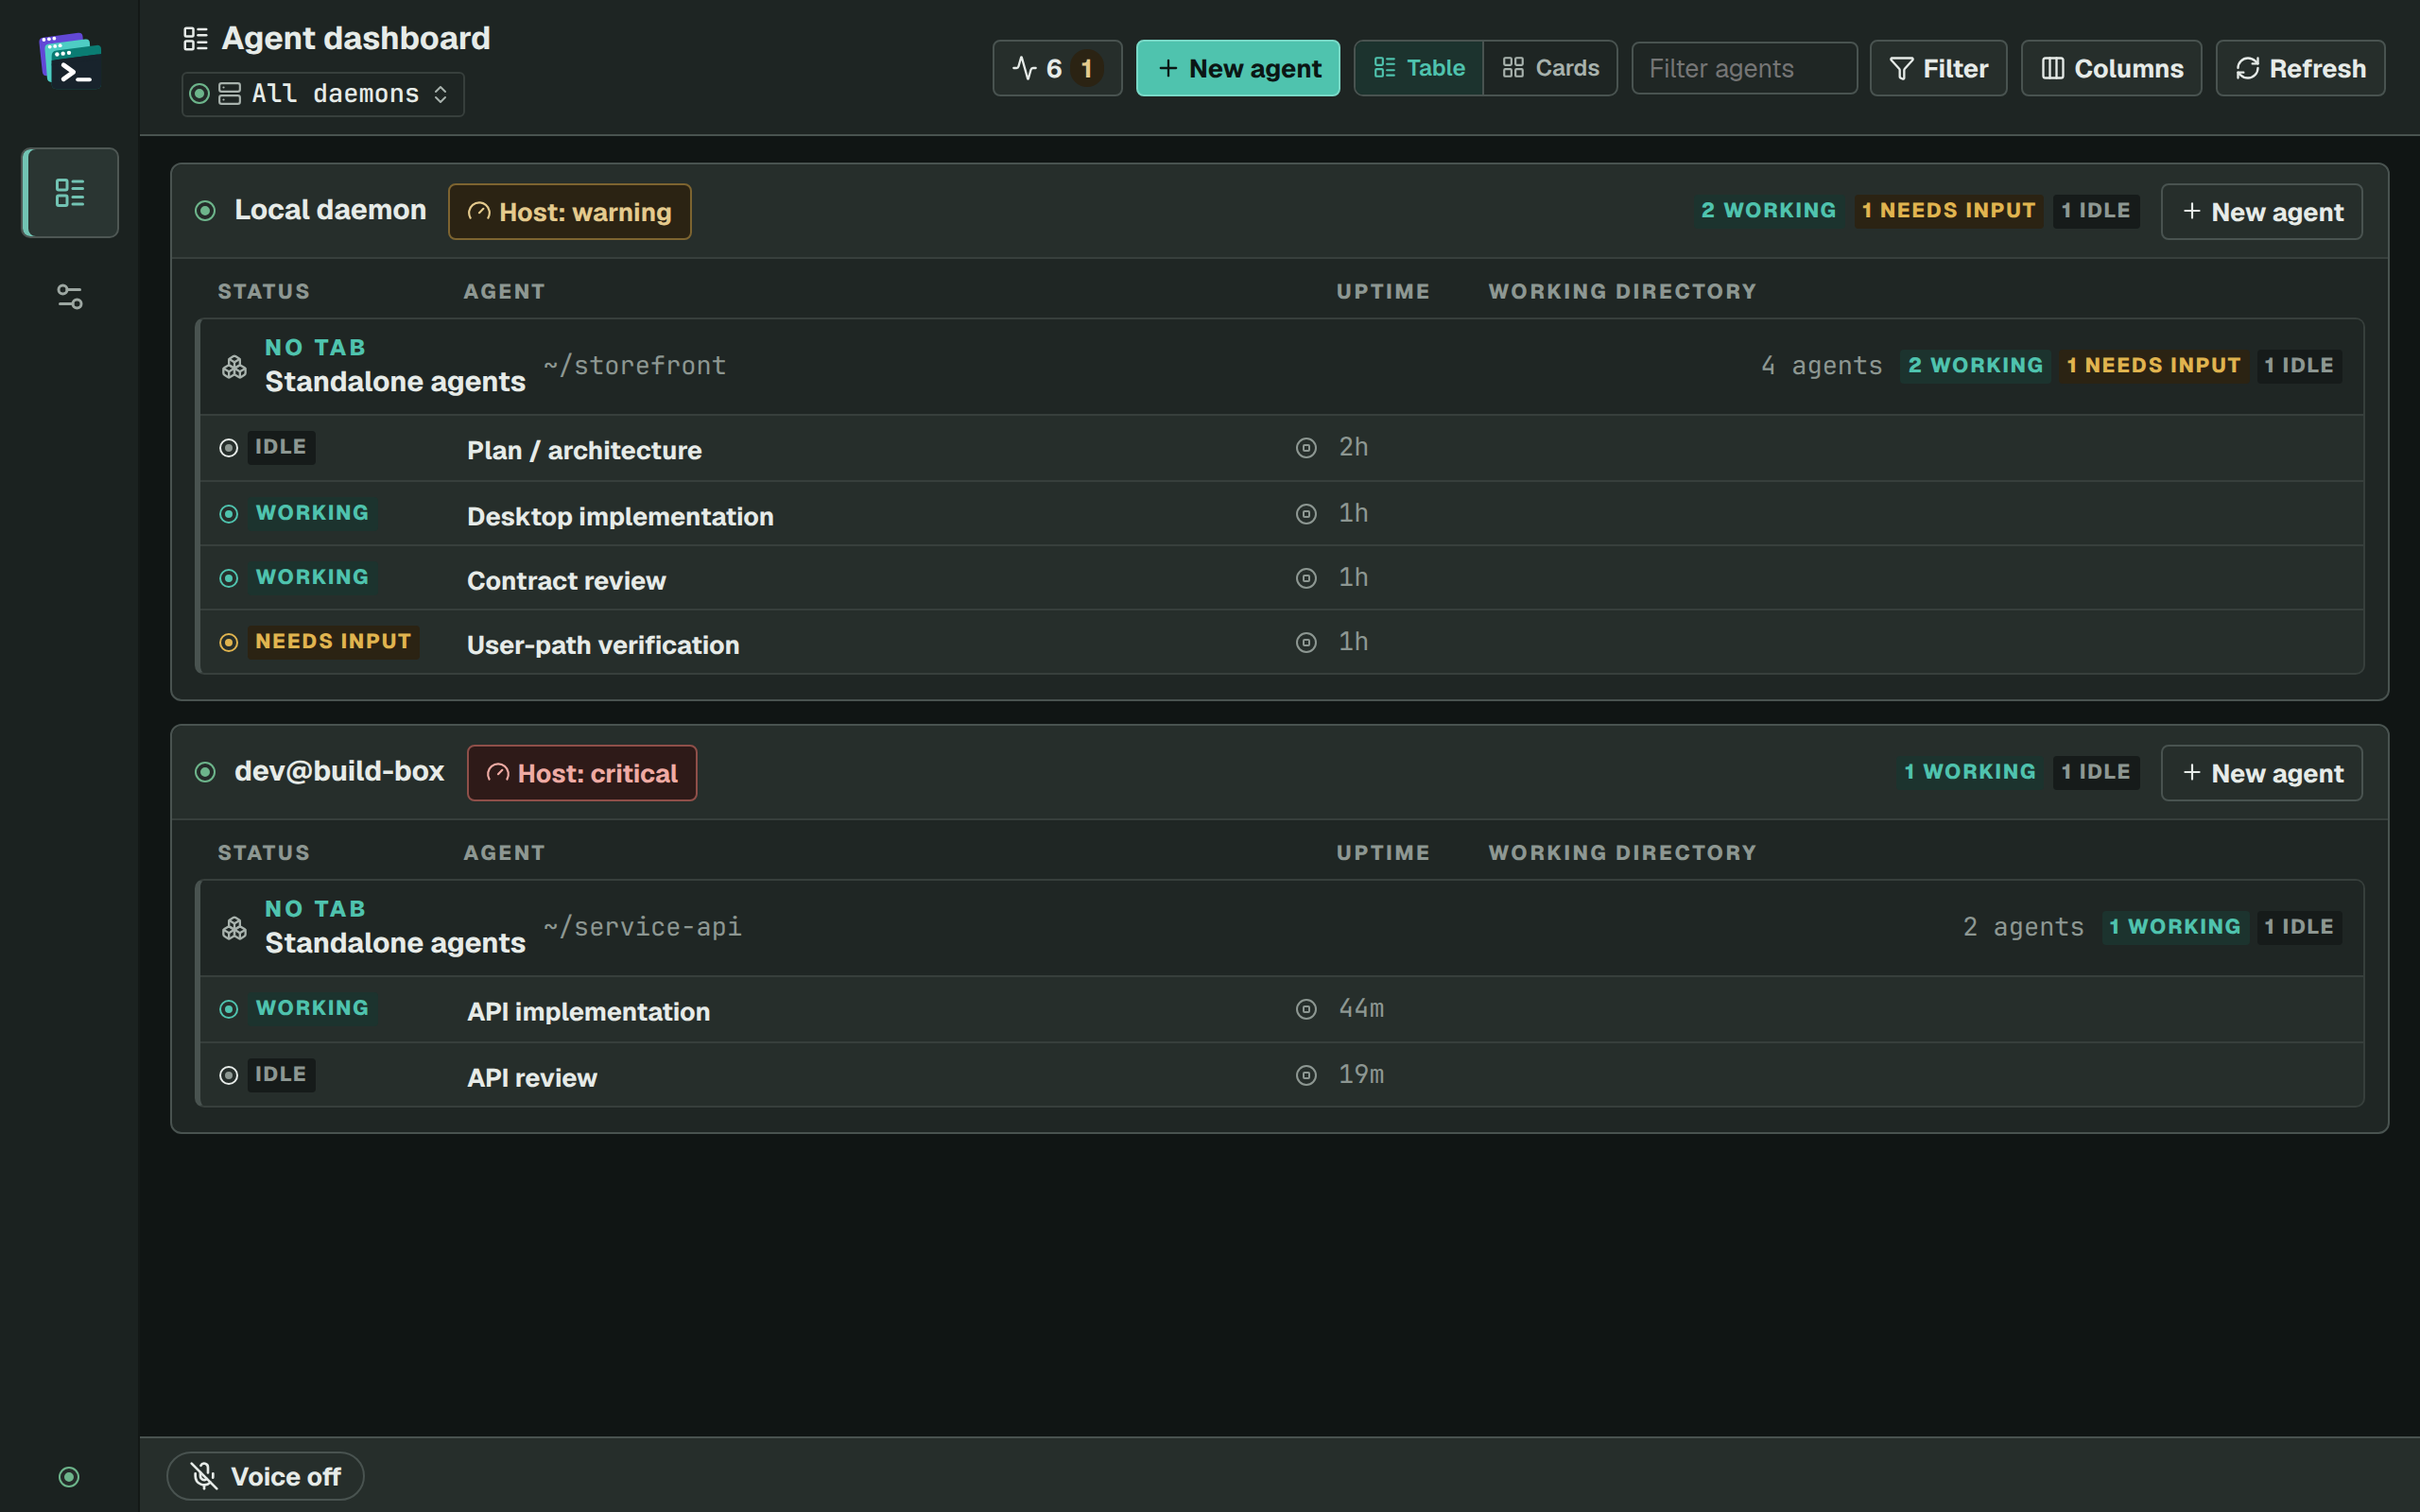 Agent dashboard
All daemons
6 1
New agent
Table
Cards
Filter agents
Filter
Columns
Refresh
Local daemon
Host: warning
2 WORKING
1 NEEDS INPUT
1 IDLE
New agent
STATUS
AGENT
UPTIME
WORKING DIRECTORY
NO TAB
Standalone agents
~/storefront
4 agents
2 WORKING
1 NEEDS INPUT
1 IDLE
IDLE
Plan / architecture
2h
WORKING
Desktop implementation
1h
WORKING
Contract review
1h
NEEDS INPUT
User-path verification
1h
dev@build-box
Host: critical
1 WORKING
1 IDLE
New agent
STATUS
AGENT
UPTIME
WORKING DIRECTORY
NO TAB
Standalone agents
~/service-api
2 agents
1 WORKING
1 IDLE
WORKING
API implementation
44m
IDLE
API review
19m
Voice off